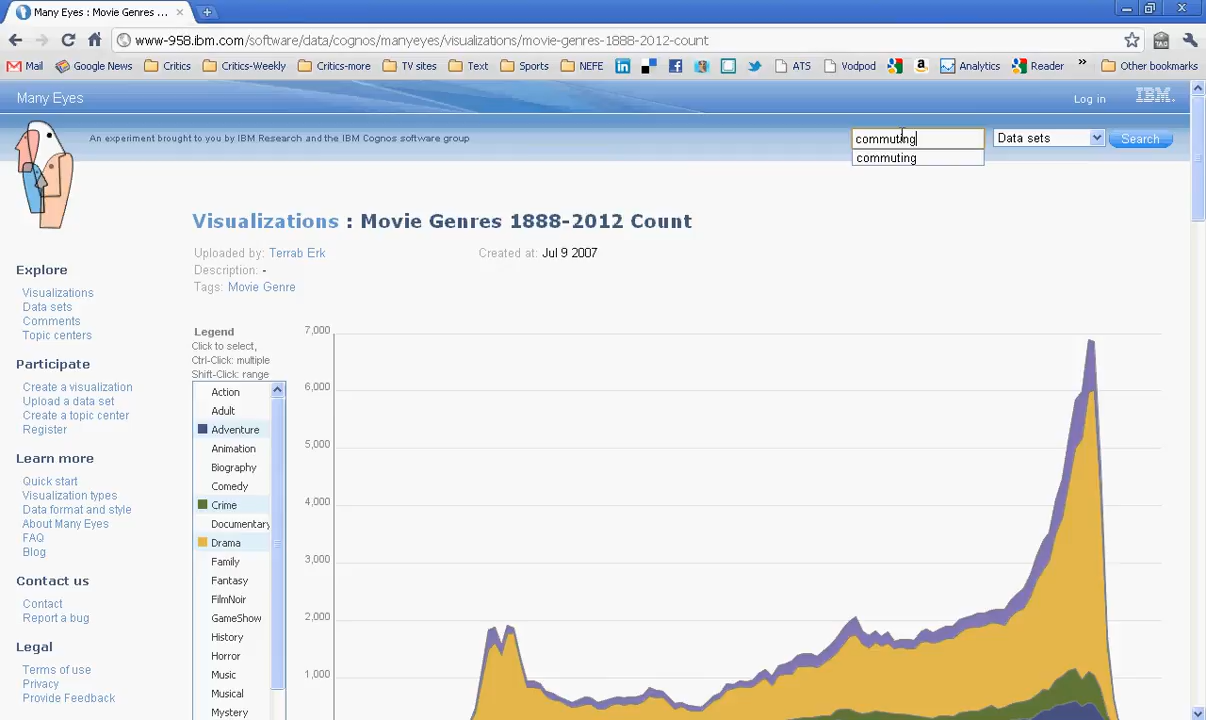 Many Eyes : Movie Genres ...
www-958.ibm.com/software/data/cognos/manyeyes/visualizations/movie-genres-1888-2012-count
Mail Google News Critics Critics-Weekly Critics-more TV sites Text Sports NEFE ATS Vodpod Analytics Reader » Other bookmarks
Many Eyes
Log in
IBM
An experiment brought to you by IBM Research and the IBM Cognos software group
commuting
Data sets
Search
commuting
Visualizations : Movie Genres 1888-2012 Count
Uploaded by: Terrab Erk
Created at: Jul 9 2007
Description: -
Tags: Movie Genre
Explore
Visualizations
Data sets
Comments
Topic centers
Participate
Create a visualization
Upload a data set
Create a topic center
Register
Learn more
Quick start
Visualization types
Data format and style
About Many Eyes
FAQ
Blog
Contact us
Contact
Report a bug
Legal
Terms of use
Privacy
Provide Feedback
Legend
Click to select,
Ctrl-Click: multiple
Shift-Click: range
Action
Adult
Adventure
Animation
Biography
Comedy
Crime
Documentary
Drama
Family
Fantasy
FilmNoir
GameShow
History
Horror
Music
Musical
Mystery
7,000
6,000
5,000
4,000
3,000
2,000
1,000